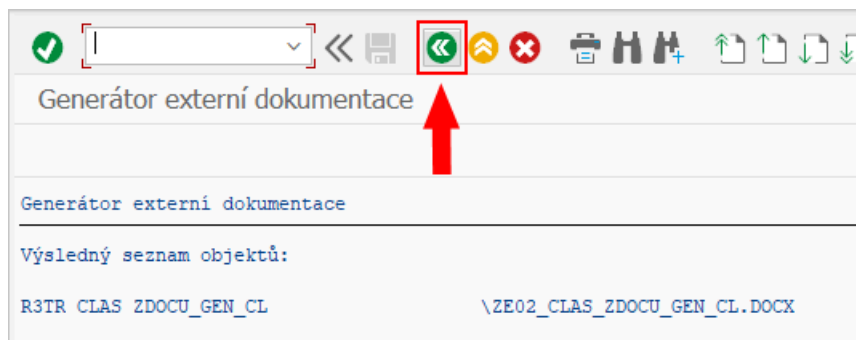 Generátor externí dokumentace
Generátor externí dokumentace
Výsledný seznam objektů:
R3TR CLAS ZDOCU_GEN_CL \ZE02_CLAS_ZDOCU_GEN_CL.DOCX